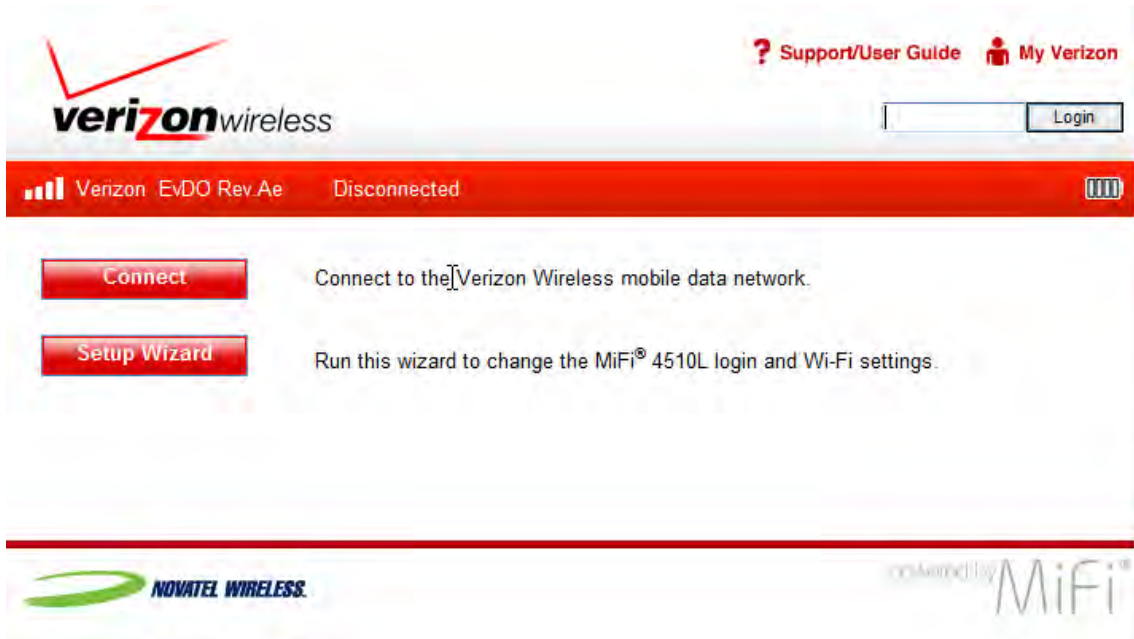 ? Support/User Guide My Verizon
verizonwireless
Login
Verizon EvDO Rev.Ae Disconnected
Connect Connect to the Verizon Wireless mobile data network.
Setup Wizard Run this wizard to change the MiFi® 4510L login and Wi-Fi settings.
NOVATEL WIRELESS.
powered by MiFi®